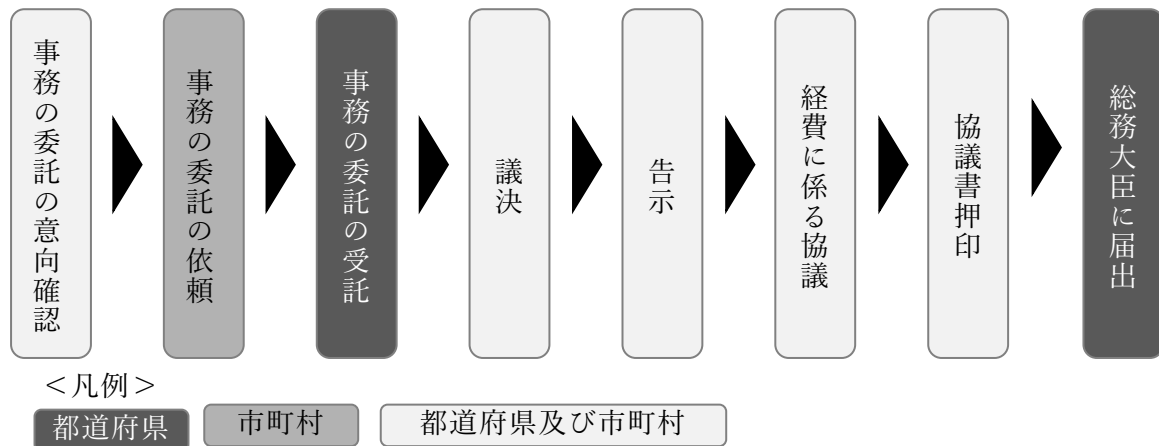 事務の委託の意向確認
事務の委託の依頼
事務の委託の受託
議決
告示
経費に係る協議
協議書押印
総務大臣に届出
＜凡例＞
都道府県
市町村
都道府県及び市町村